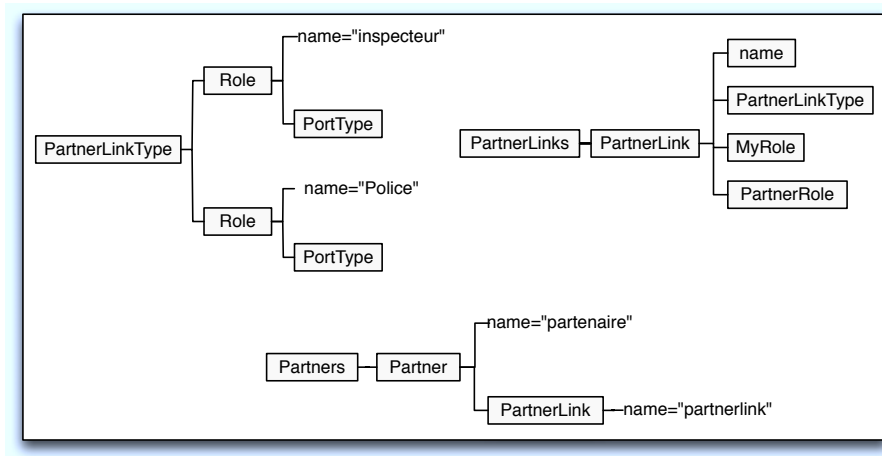 name="inspecteur"
Role
PortType
PartnerLinkType
name="Police"
Role
PortType
name
PartnerLinkType
PartnerLinks
PartnerLink
MyRole
PartnerRole
name="partenaire"
Partners
Partner
PartnerLink
name="partnerlink"